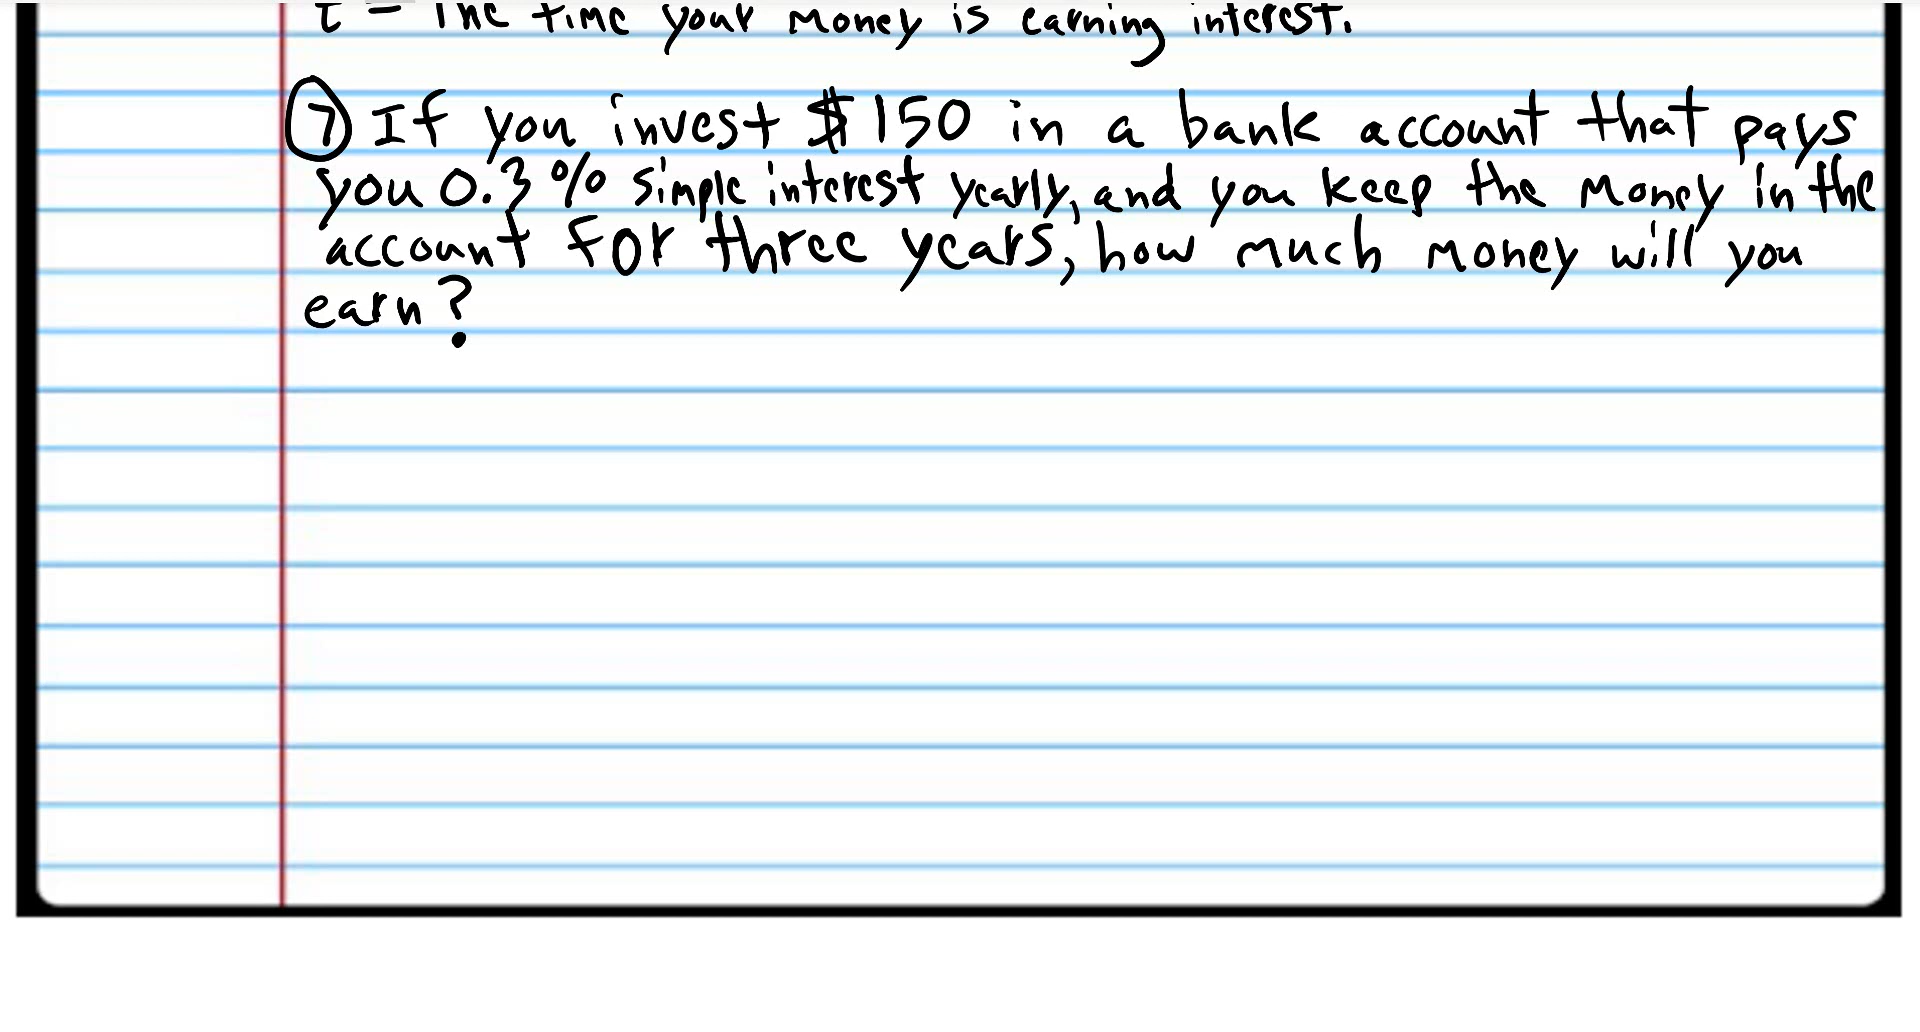 t = The time your money is earning interest.
7 If you invest $150 in a bank account that pays
you 0.3% simple interest yearly, and you keep the money in the
account for three years, how much money will you
earn?